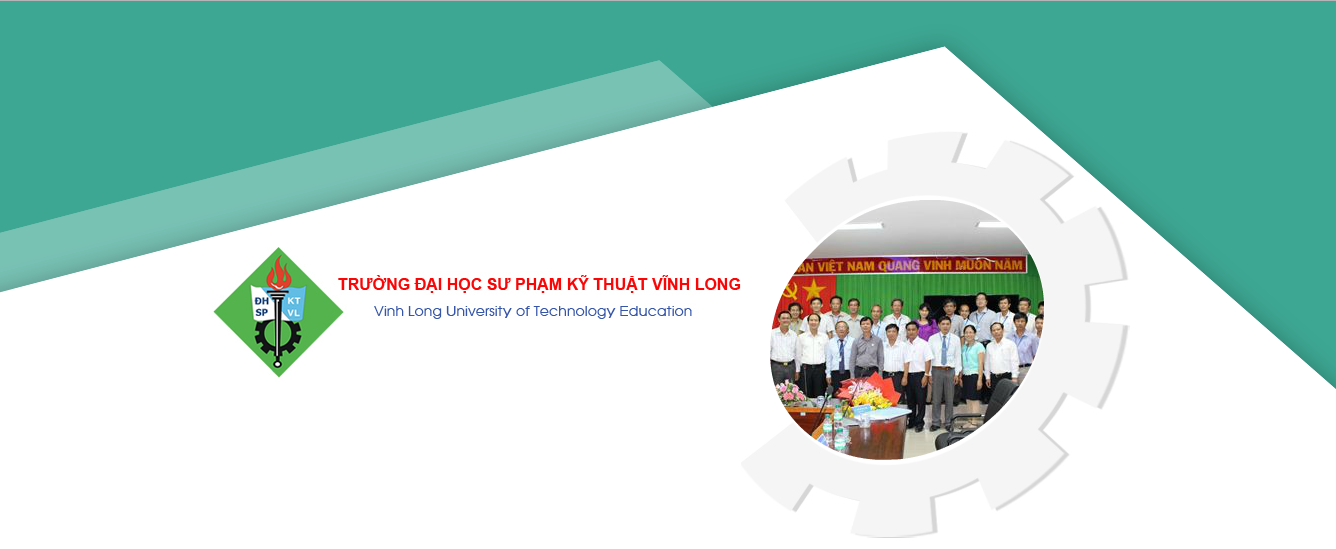 TRƯỜNG ĐẠI HỌC SƯ PHẠM KỸ THUẬT VĨNH LONG
Vinh Long University of Technology Education
ĐH KT
SP VL
VIỆT NAM QUANG VINH MUÔN NĂM